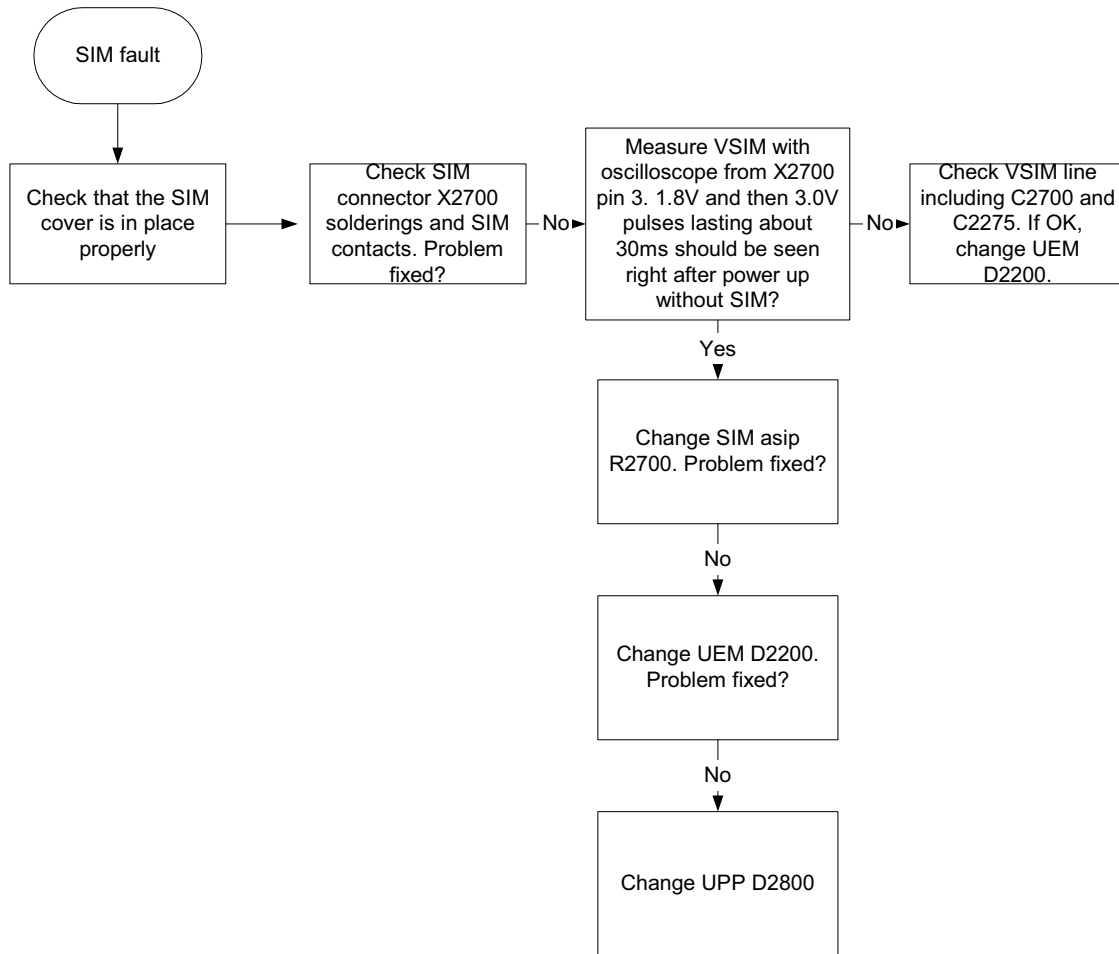 SIM fault
Check that the SIM
cover is in place
properly
Check SIM
connector X2700
solderings and SIM
contacts. Problem
fixed?
No
Measure VSIM with
oscilloscope from X2700
pin 3. 1.8V and then 3.0V
pulses lasting about
30ms should be seen
right after power up
without SIM?
No
Check VSIM line
including C2700 and
C2275. If OK,
change UEM
D2200.
Yes
Change SIM asip
R2700. Problem fixed?
No
Change UEM D2200.
Problem fixed?
No
Change UPP D2800